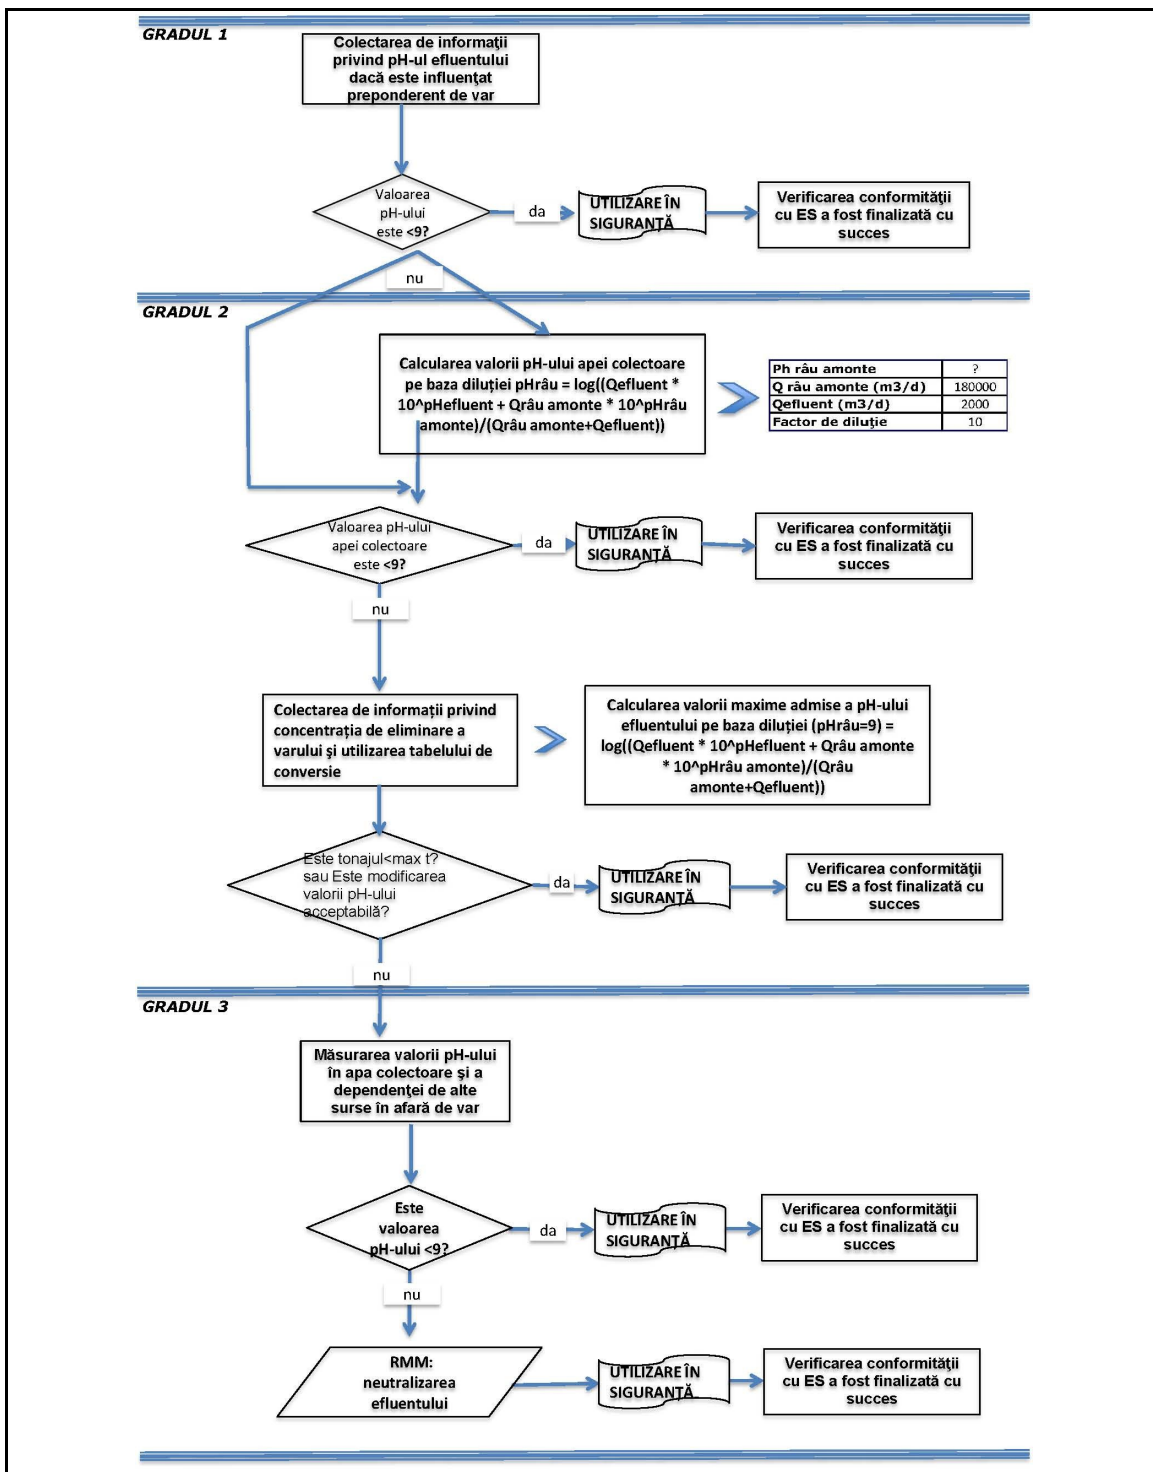 GRADUL 1
Colectarea de informaţii
privind pH-ul efluentului
dacă este influenţat
preponderent de var
Valoarea
pH-ului
este <9?
da
UTILIZARE ÎN
SIGURANȚĂ
Verificarea conformităţii
cu ES a fost finalizată cu
succes
nu
GRADUL 2
Calcularea valorii pH-ului apei colectoare
pe baza diluției pHrâu = log((Qefluent *
10^pHefluent + Qrâu amonte * 10^pHrâu
amonte)/(Qrâu amonte+Qefluent))
Ph râu amonte ?
Q râu amonte (m3/d) 180000
Qefluent (m3/d) 2000
Factor de diluţie 10
Valoarea pH-ului
apei colectoare
este <9?
da
UTILIZARE ÎN
SIGURANȚĂ
Verificarea conformităţii
cu ES a fost finalizată cu
succes
nu
Colectarea de informații privind
concentrația de eliminare a
varului și utilizarea tabelului de
conversie
Calcularea valorii maxime admise a pH-ului
efluentului pe baza diluției (pHrâu=9) =
log((Qefluent * 10^pHefluent + Qrâu amonte
* 10^pHrâu amonte)/(Qrâu
amonte+Qefluent))
Este tonajul<max t?
sau Este modificarea
valorii pH-ului
acceptabilă?
da
UTILIZARE ÎN
SIGURANȚĂ
Verificarea conformităţii
cu ES a fost finalizată cu
succes
nu
GRADUL 3
Măsurarea valorii pH-ului
în apa colectoare şi a
dependenţei de alte
surse în afară de var
Este
valoarea
pH-ului <9?
da
UTILIZARE ÎN
SIGURANȚĂ
Verificarea conformităţii
cu ES a fost finalizată cu
succes
nu
RMM:
neutralizarea
efluentului
UTILIZARE ÎN
SIGURANȚĂ
Verificarea conformităţii
cu ES a fost finalizată cu
succes